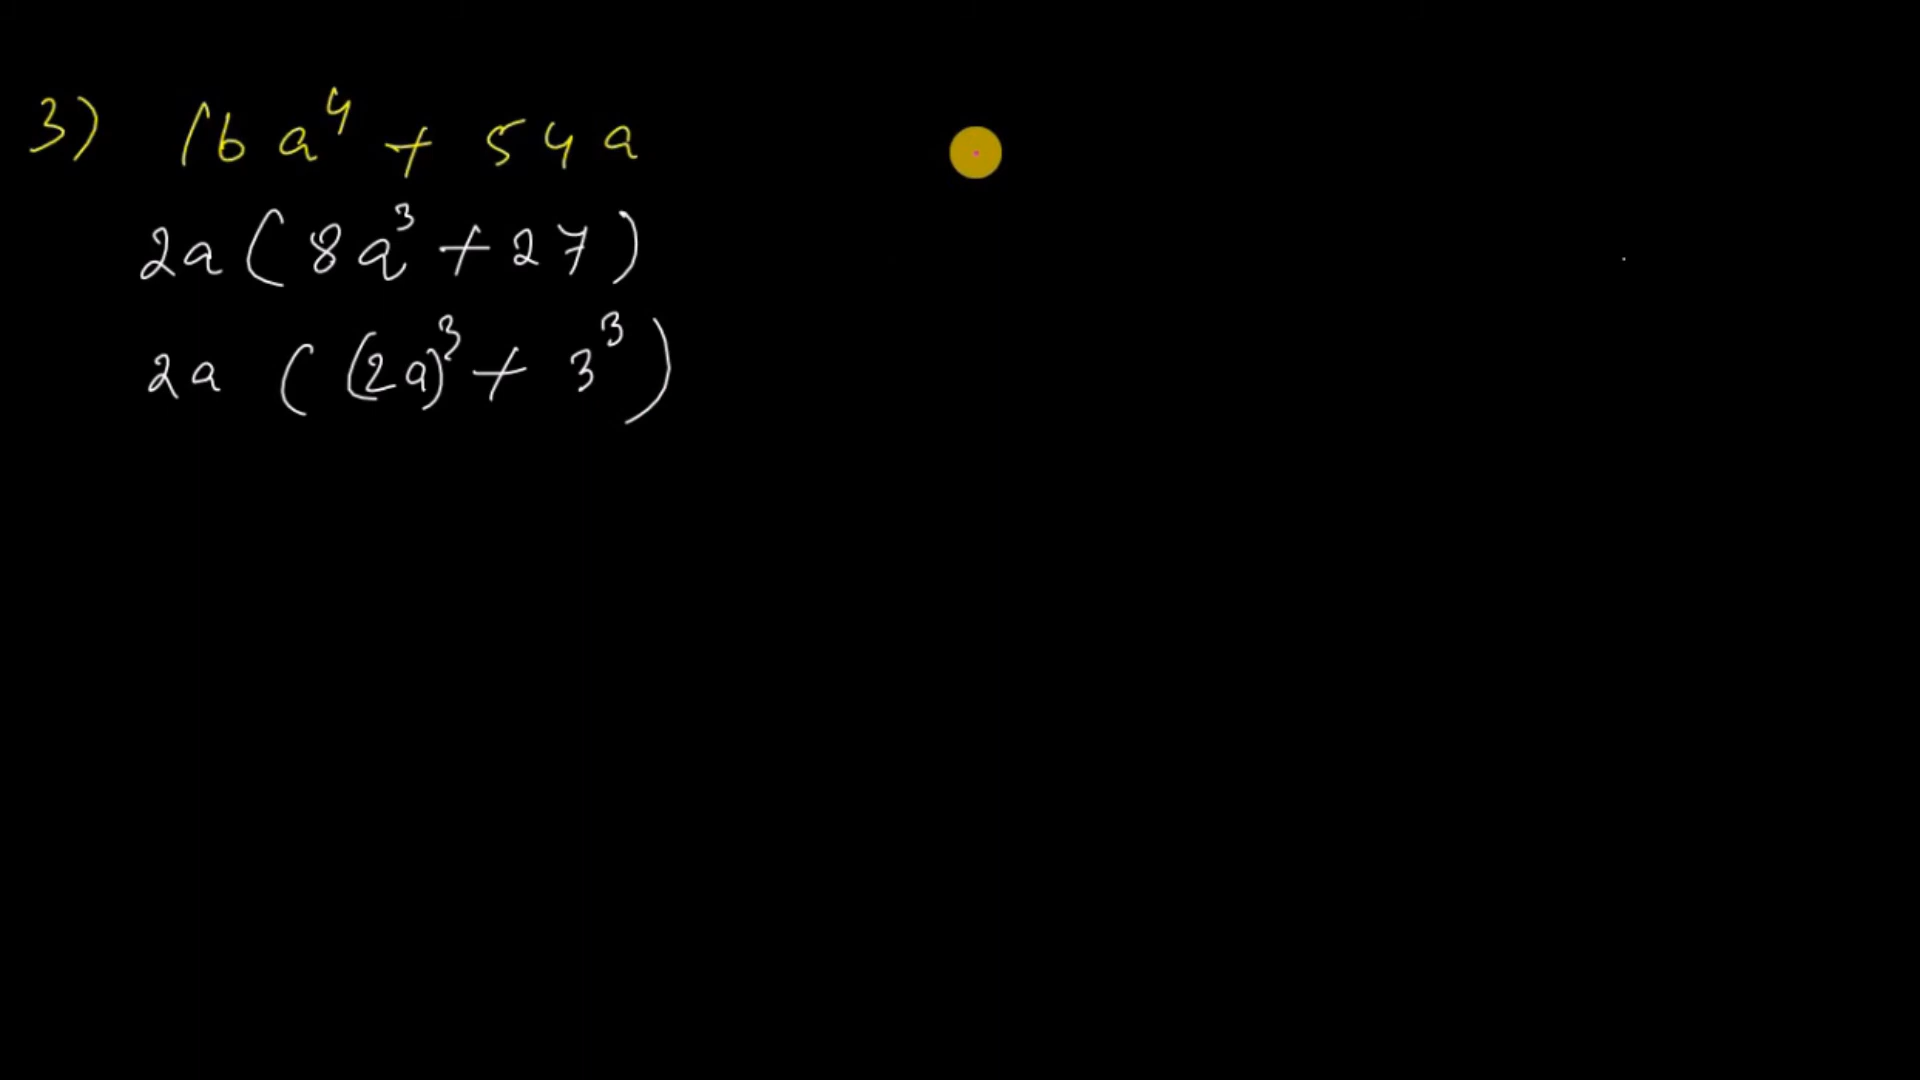 3) 16a⁴ + 54a
2a(8a³ + 27)
2a ((2a)³ + 3³)